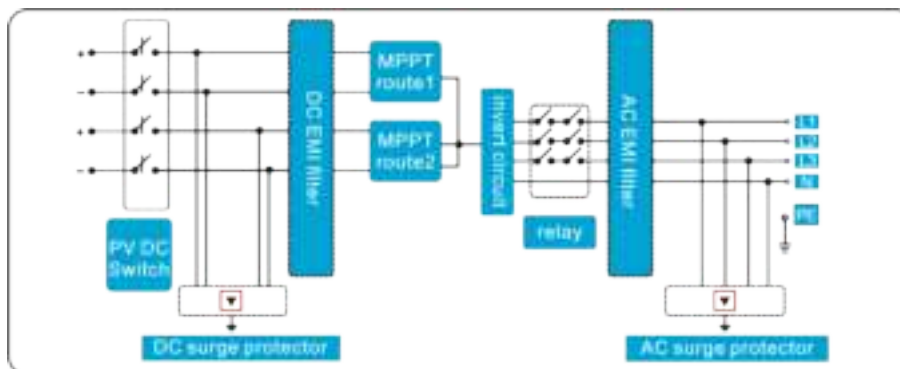 +
MPPT
route1
-
+
MPPT
route2
-
PV DC
Switch
DC EMI filter
invert circuit
relay
AC EMI filter
L1
L2
L3
N
PE
DC surge protector
AC surge protector